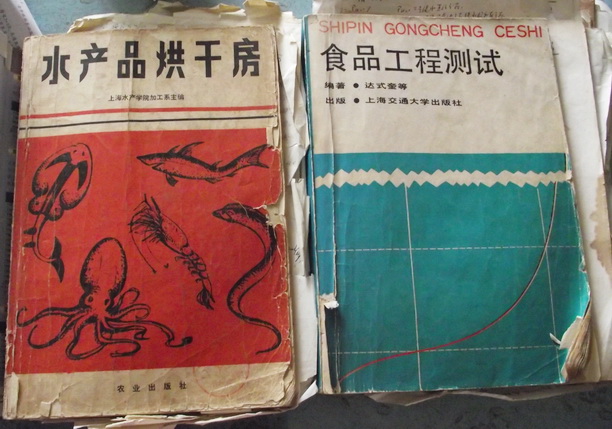 水产品烘干房
上海水产学院加工系主编
农业出版社
SHIPIN GONGCHENG CESHI
食品工程测试
编著 ● 达式奎等
出版 ● 上海交通大学出版社